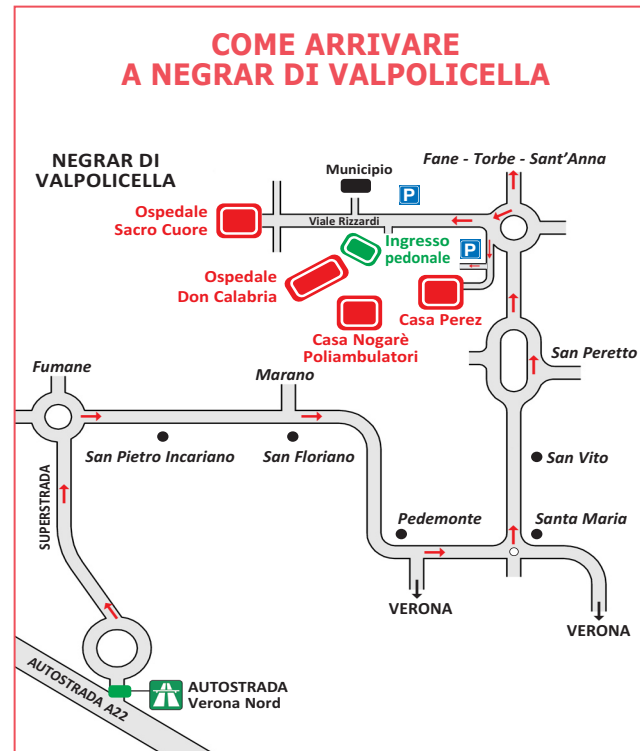 COME ARRIVARE
A NEGRAR DI VALPOLICELLA
NEGRAR DI
VALPOLICELLA
Municipio
P
Fane - Torbe - Sant'Anna
Ospedale
Sacro Cuore
Viale Rizzardi
Ingresso
pedonale
P
Ospedale
Don Calabria
Casa Perez
Casa Nogarè
Poliambulatori
Fumane
Marano
San Peretto
San Pietro Incariano
San Floriano
San Vito
SUPERSTRADA
Pedemonte
Santa Maria
VERONA
VERONA
AUTOSTRADA A22
AUTOSTRADA
Verona Nord